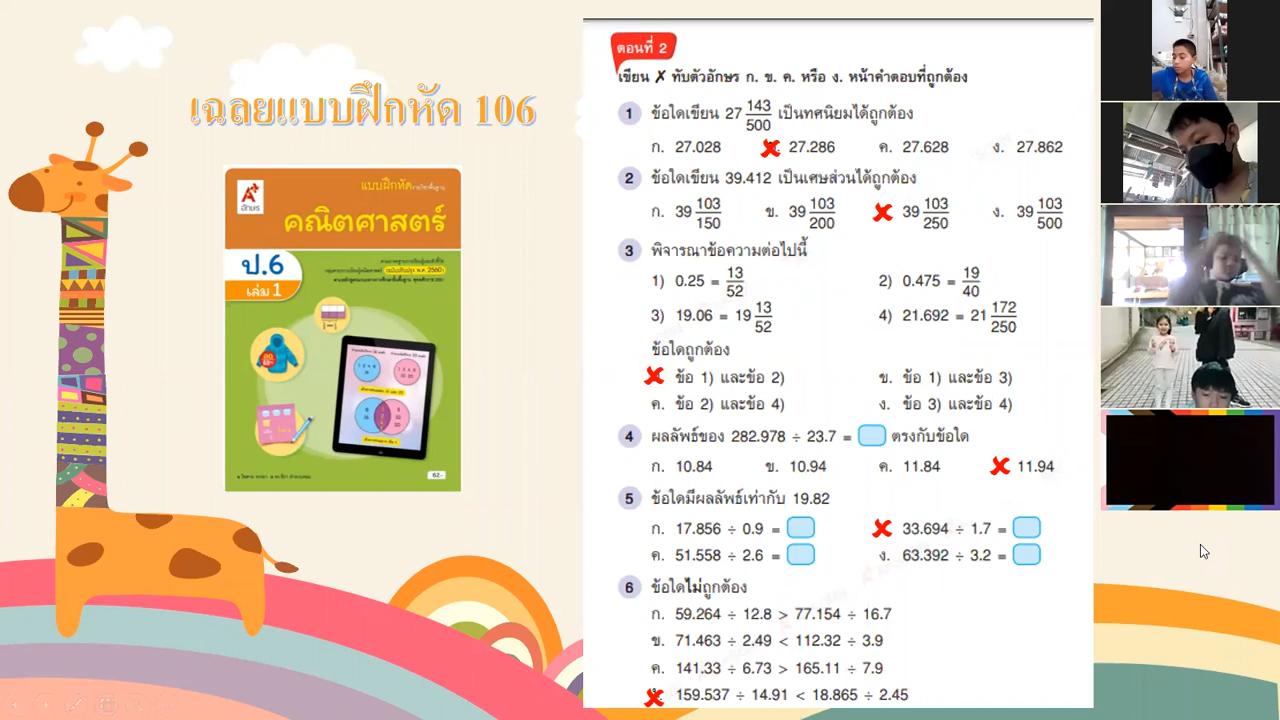 เฉลยแบบฝึกหัด 106
อักษร
แบบฝึกหัด
คณิตศาสตร์
ป.6
เล่ม 1
62.-
ตอนที่ 2
เขียน ✗ ทับตัวอักษร ก. ข. ค. หรือ ง. หน้าคำตอบที่ถูกต้อง
1 ข้อใดเขียน 27 143/500 เป็นทศนิยมได้ถูกต้อง
ก. 27.028 27.286 ค. 27.628 ง. 27.862
2 ข้อใดเขียน 39.412 เป็นเศษส่วนได้ถูกต้อง
ก. 39 103/150 ข. 39 103/200 39 103/250 ง. 39 103/500
3 พิจารณาข้อความต่อไปนี้
1) 0.25 = 13/52 2) 0.475 = 19/40
3) 19.06 = 19 13/52 4) 21.692 = 21 172/250
ข้อใดถูกต้อง
ข้อ 1) และข้อ 2) ข. ข้อ 1) และข้อ 3)
ค. ข้อ 2) และข้อ 4) ง. ข้อ 3) และข้อ 4)
4 ผลลัพธ์ของ 282.978 ÷ 23.7 = ตรงกับข้อใด
ก. 10.84 ข. 10.94 ค. 11.84 11.94
5 ข้อใดมีผลลัพธ์เท่ากับ 19.82
ก. 17.856 ÷ 0.9 = 33.694 ÷ 1.7 =
ค. 51.558 ÷ 2.6 = ง. 63.392 ÷ 3.2 =
6 ข้อใดไม่ถูกต้อง
ก. 59.264 ÷ 12.8 > 77.154 ÷ 16.7
ข. 71.463 ÷ 2.49 < 112.32 ÷ 3.9
ค. 141.33 ÷ 6.73 > 165.11 ÷ 7.9
159.537 ÷ 14.91 < 18.865 ÷ 2.45